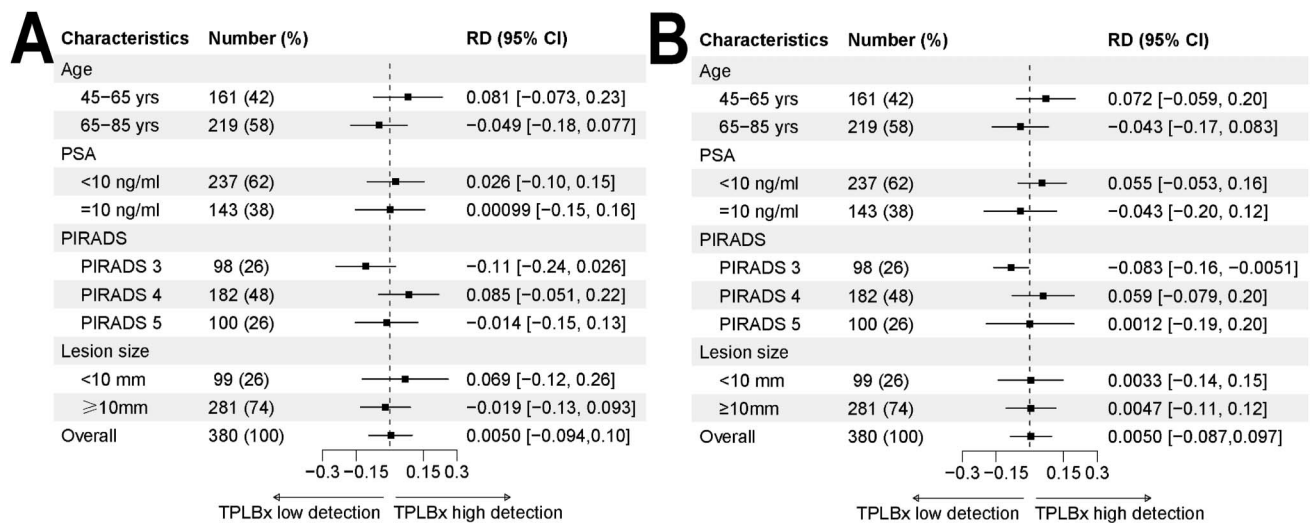 A
Characteristics Number (%) RD (95% CI)
Age
45−65 yrs 161 (42) 0.081 [−0.073, 0.23]
65−85 yrs 219 (58) −0.049 [−0.18, 0.077]
PSA
<10 ng/ml 237 (62) 0.026 [−0.10, 0.15]
=10 ng/ml 143 (38) 0.00099 [−0.15, 0.16]
PIRADS
PIRADS 3 98 (26) −0.11 [−0.24, 0.026]
PIRADS 4 182 (48) 0.085 [−0.051, 0.22]
PIRADS 5 100 (26) −0.014 [−0.15, 0.13]
Lesion size
<10 mm 99 (26) 0.069 [−0.12, 0.26]
⩾10mm 281 (74) −0.019 [−0.13, 0.093]
Overall 380 (100) 0.0050 [−0.094,0.10]
−0.3 −0.15 0.15 0.3
TPLBx low detection TPLBx high detection
B
Characteristics Number (%) RD (95% CI)
Age
45−65 yrs 161 (42) 0.072 [−0.059, 0.20]
65−85 yrs 219 (58) −0.043 [−0.17, 0.083]
PSA
<10 ng/ml 237 (62) 0.055 [−0.053, 0.16]
=10 ng/ml 143 (38) −0.043 [−0.20, 0.12]
PIRADS
PIRADS 3 98 (26) −0.083 [−0.16, −0.0051]
PIRADS 4 182 (48) 0.059 [−0.079, 0.20]
PIRADS 5 100 (26) 0.0012 [−0.19, 0.20]
Lesion size
<10 mm 99 (26) 0.0033 [−0.14, 0.15]
≥10mm 281 (74) 0.0047 [−0.11, 0.12]
Overall 380 (100) 0.0050 [−0.087,0.097]
−0.3 −0.15 0.15 0.3
TPLBx low detection TPLBx high detection